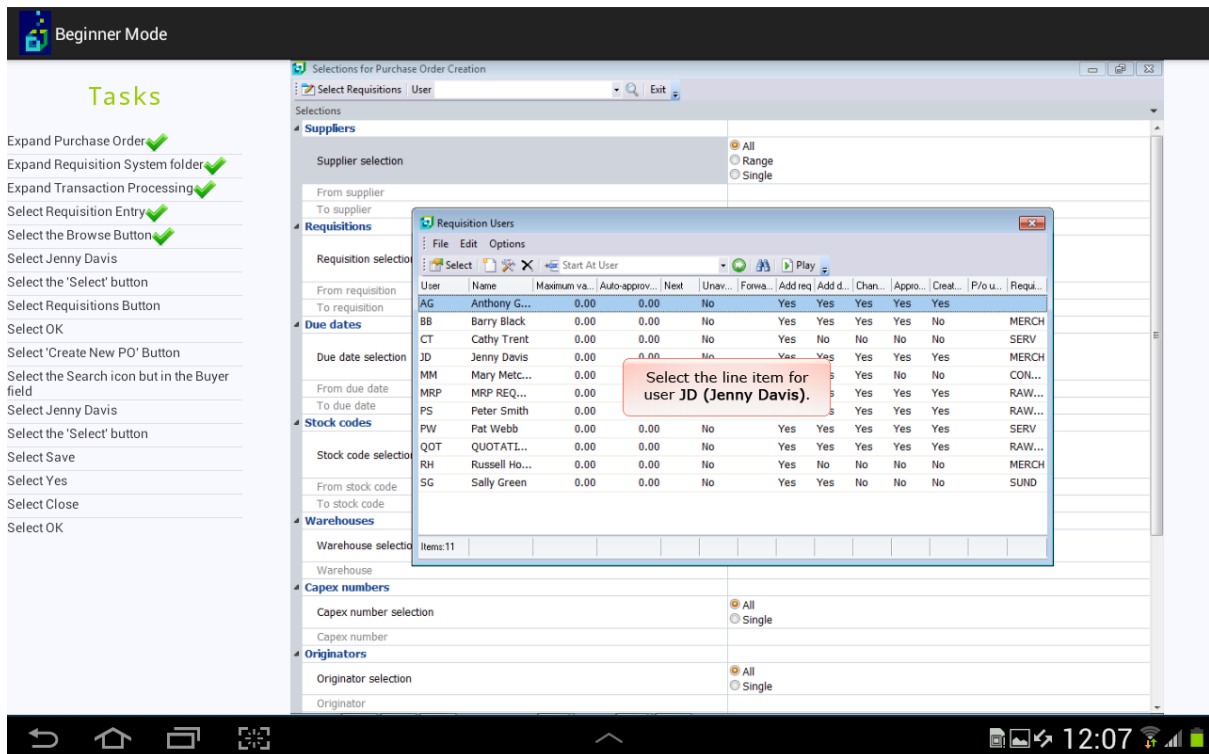 Beginner Mode
Tasks
Expand Purchase Order
Expand Requisition System folder
Expand Transaction Processing
Select Requisition Entry
Select the Browse Button
Select Jenny Davis
Select the 'Select' button
Select Requisitions Button
Select OK
Select 'Create New PO' Button
Select the Search icon but in the Buyer
field
Select Jenny Davis
Select the 'Select' button
Select Save
Select Yes
Select Close
Select OK
Selections for Purchase Order Creation
Select Requisitions User Exit
Selections
Suppliers
Supplier selection
All
Range
Single
From supplier
To supplier
Requisitions
Requisition selection
From requisition
To requisition
Due dates
Due date selection
From due date
To due date
Stock codes
Stock code selection
From stock code
To stock code
Warehouses
Warehouse selectio
Warehouse
Capex numbers
Capex number selection
All
Single
Capex number
Originators
Originator selection
All
Single
Originator
Requisition Users
File Edit Options
Select Start At User Play
User Name Maximum va... Auto-approv... Next Unav... Forwa... Add req Add d... Chan... Appro... Creat... P/o u... Requi...
AG Anthony G... 0.00 0.00 No Yes Yes Yes Yes Yes
BB Barry Black 0.00 0.00 No Yes Yes Yes Yes No MERCH
CT Cathy Trent 0.00 0.00 No Yes No No No No SERV
JD Jenny Davis 0.00 0.00 No Yes Yes Yes Yes Yes MERCH
MM Mary Metc... 0.00 Yes No No CON...
MRP MRP REQ... 0.00 Yes Yes Yes RAW...
PS Peter Smith 0.00 Yes Yes Yes RAW...
PW Pat Webb 0.00 0.00 No Yes Yes Yes Yes Yes SERV
QOT QUOTATI... 0.00 0.00 No Yes Yes Yes Yes Yes RAW...
RH Russell Ho... 0.00 0.00 No Yes No No No No MERCH
SG Sally Green 0.00 0.00 No Yes Yes No No No SUND
Items:11
Select the line item for
user JD (Jenny Davis).
12:07